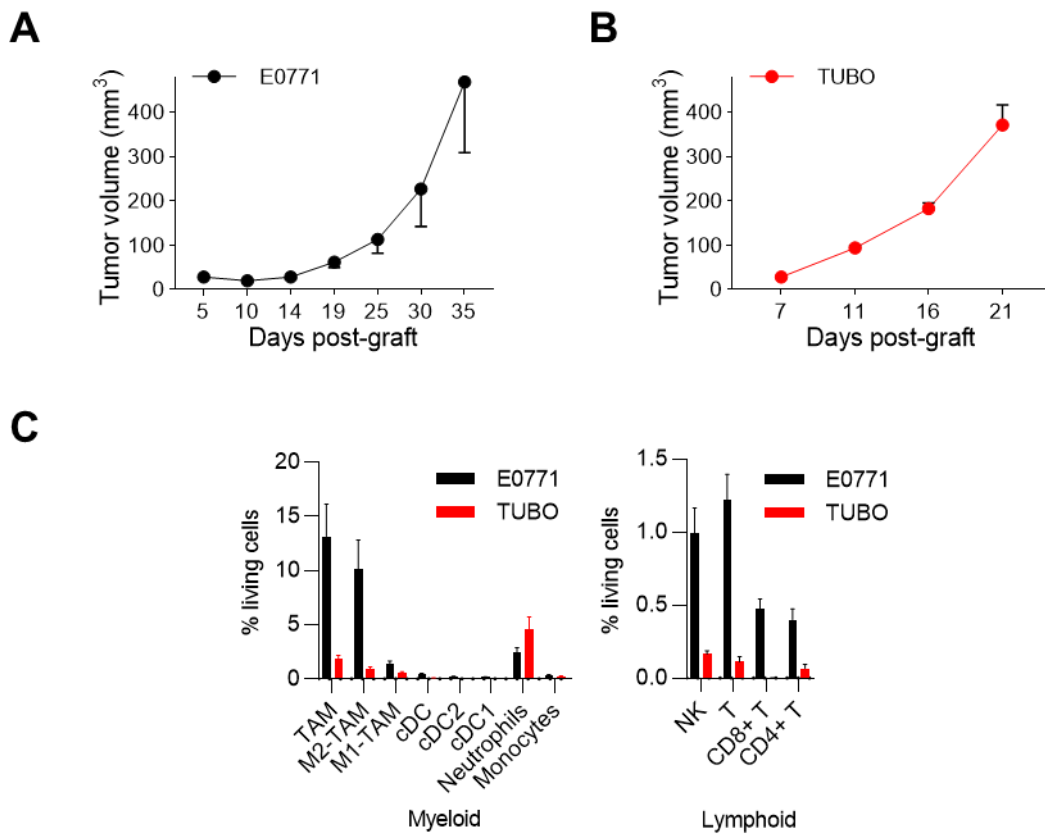 A
E0771
Tumor volume (mm³)
400
300
200
100
0
5 10 14 19 25 30 35
Days post-graft
B
TUBO
Tumor volume (mm³)
400
300
200
100
0
7 11 16 21
Days post-graft
C
E0771
TUBO
% living cells
20
15
10
5
0
TAM
M2-TAM
M1-TAM
cDC
cDC2
cDC1
Neutrophils
Monocytes
Myeloid
E0771
TUBO
% living cells
1.5
1.0
0.5
0.0
NK
T
CD8+ T
CD4+ T
Lymphoid